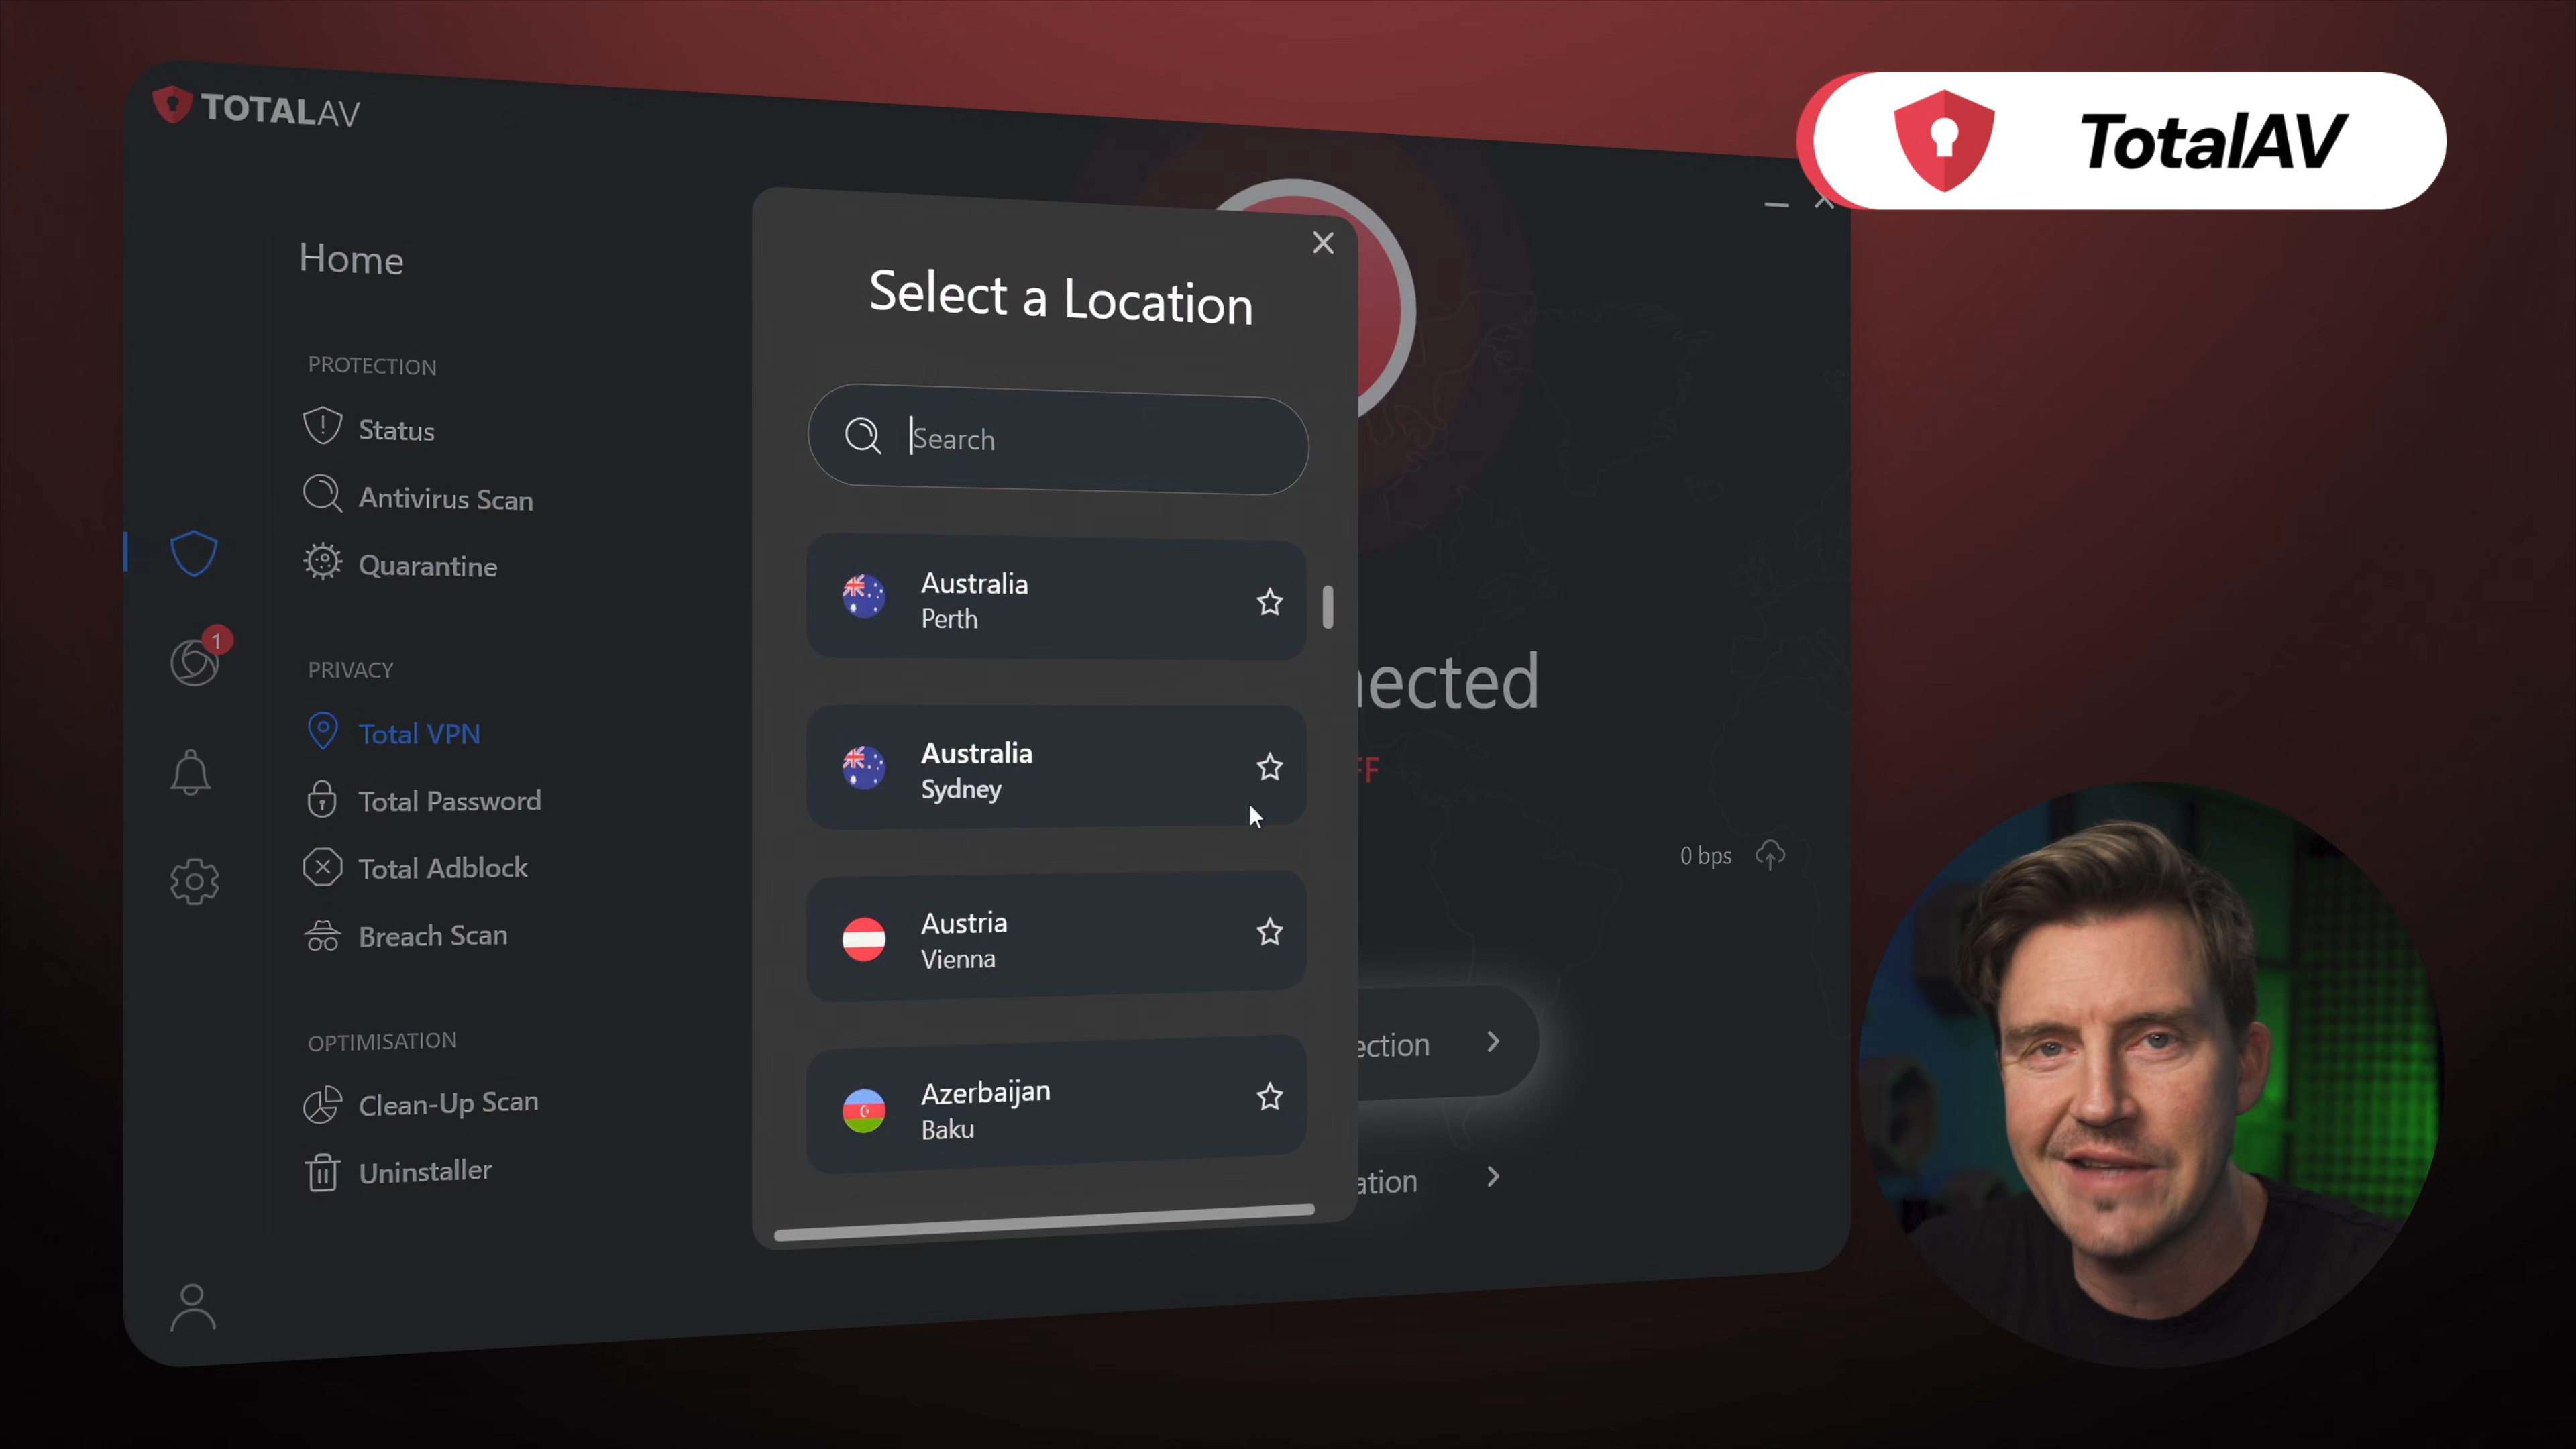 TOTALAV
TotalAV
Home
PROTECTION
Status
Antivirus Scan
Quarantine
PRIVACY
Total VPN
Total Password
Total Adblock
Breach Scan
OPTIMISATION
Clean-Up Scan
Uninstaller
1
Select a Location
Search
Australia
Perth
Australia
Sydney
Austria
Vienna
Azerbaijan
Baku
nected
FF
0 bps
ection
ation